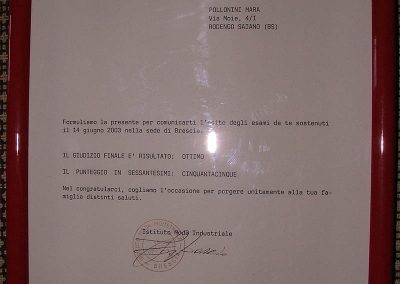 POLLONINI MARA
Via Moie, 4/1
RODENGO SAIANO (BS)
Formuliamo la presente per comunicarti l'esito degli esami da te sostenuti
il 14 giugno 2003 nella sede di Brescia.
IL GIUDIZIO FINALE E' RISULTATO: OTTIMO
IL PUNTEGGIO IN SESSANTESIMI: CINQUANTACINQUE
Nel congratularci, cogliamo l'occasione per porgere unitamente alla tua fa-
miglia distinti saluti.
Istituto Moda Industriale